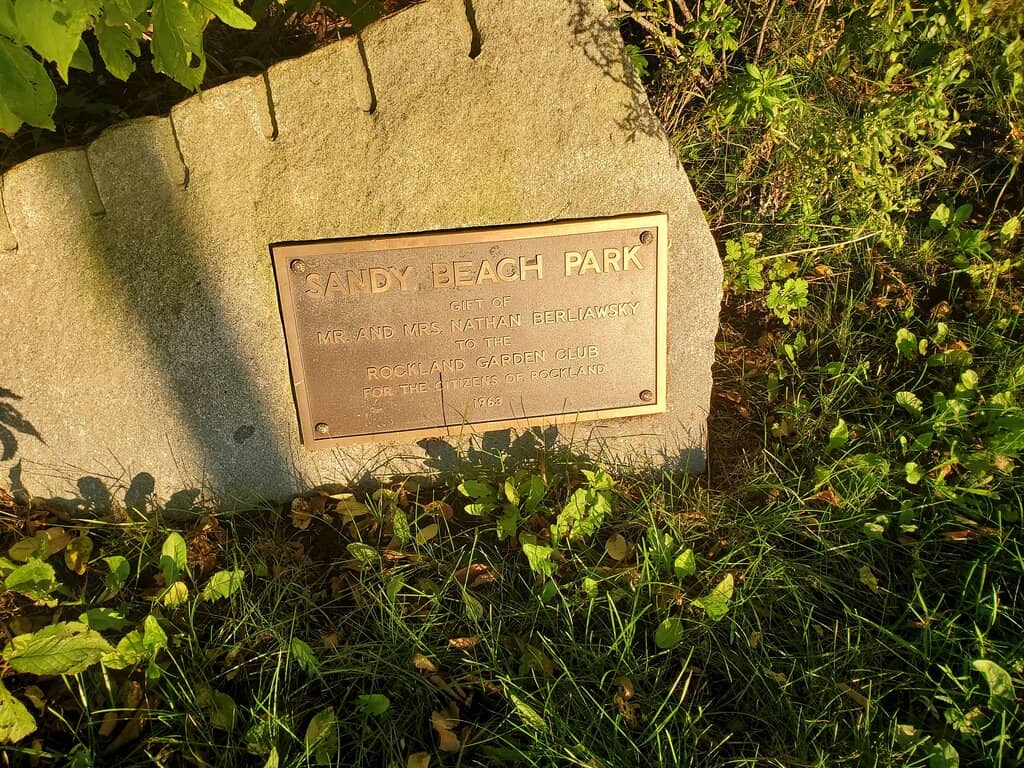 SANDY BEACH PARK
GIFT OF
MR. AND MRS. NATHAN BERLIAWSKY
TO THE
ROCKLAND GARDEN CLUB
FOR THE CITIZENS OF ROCKLAND
1963